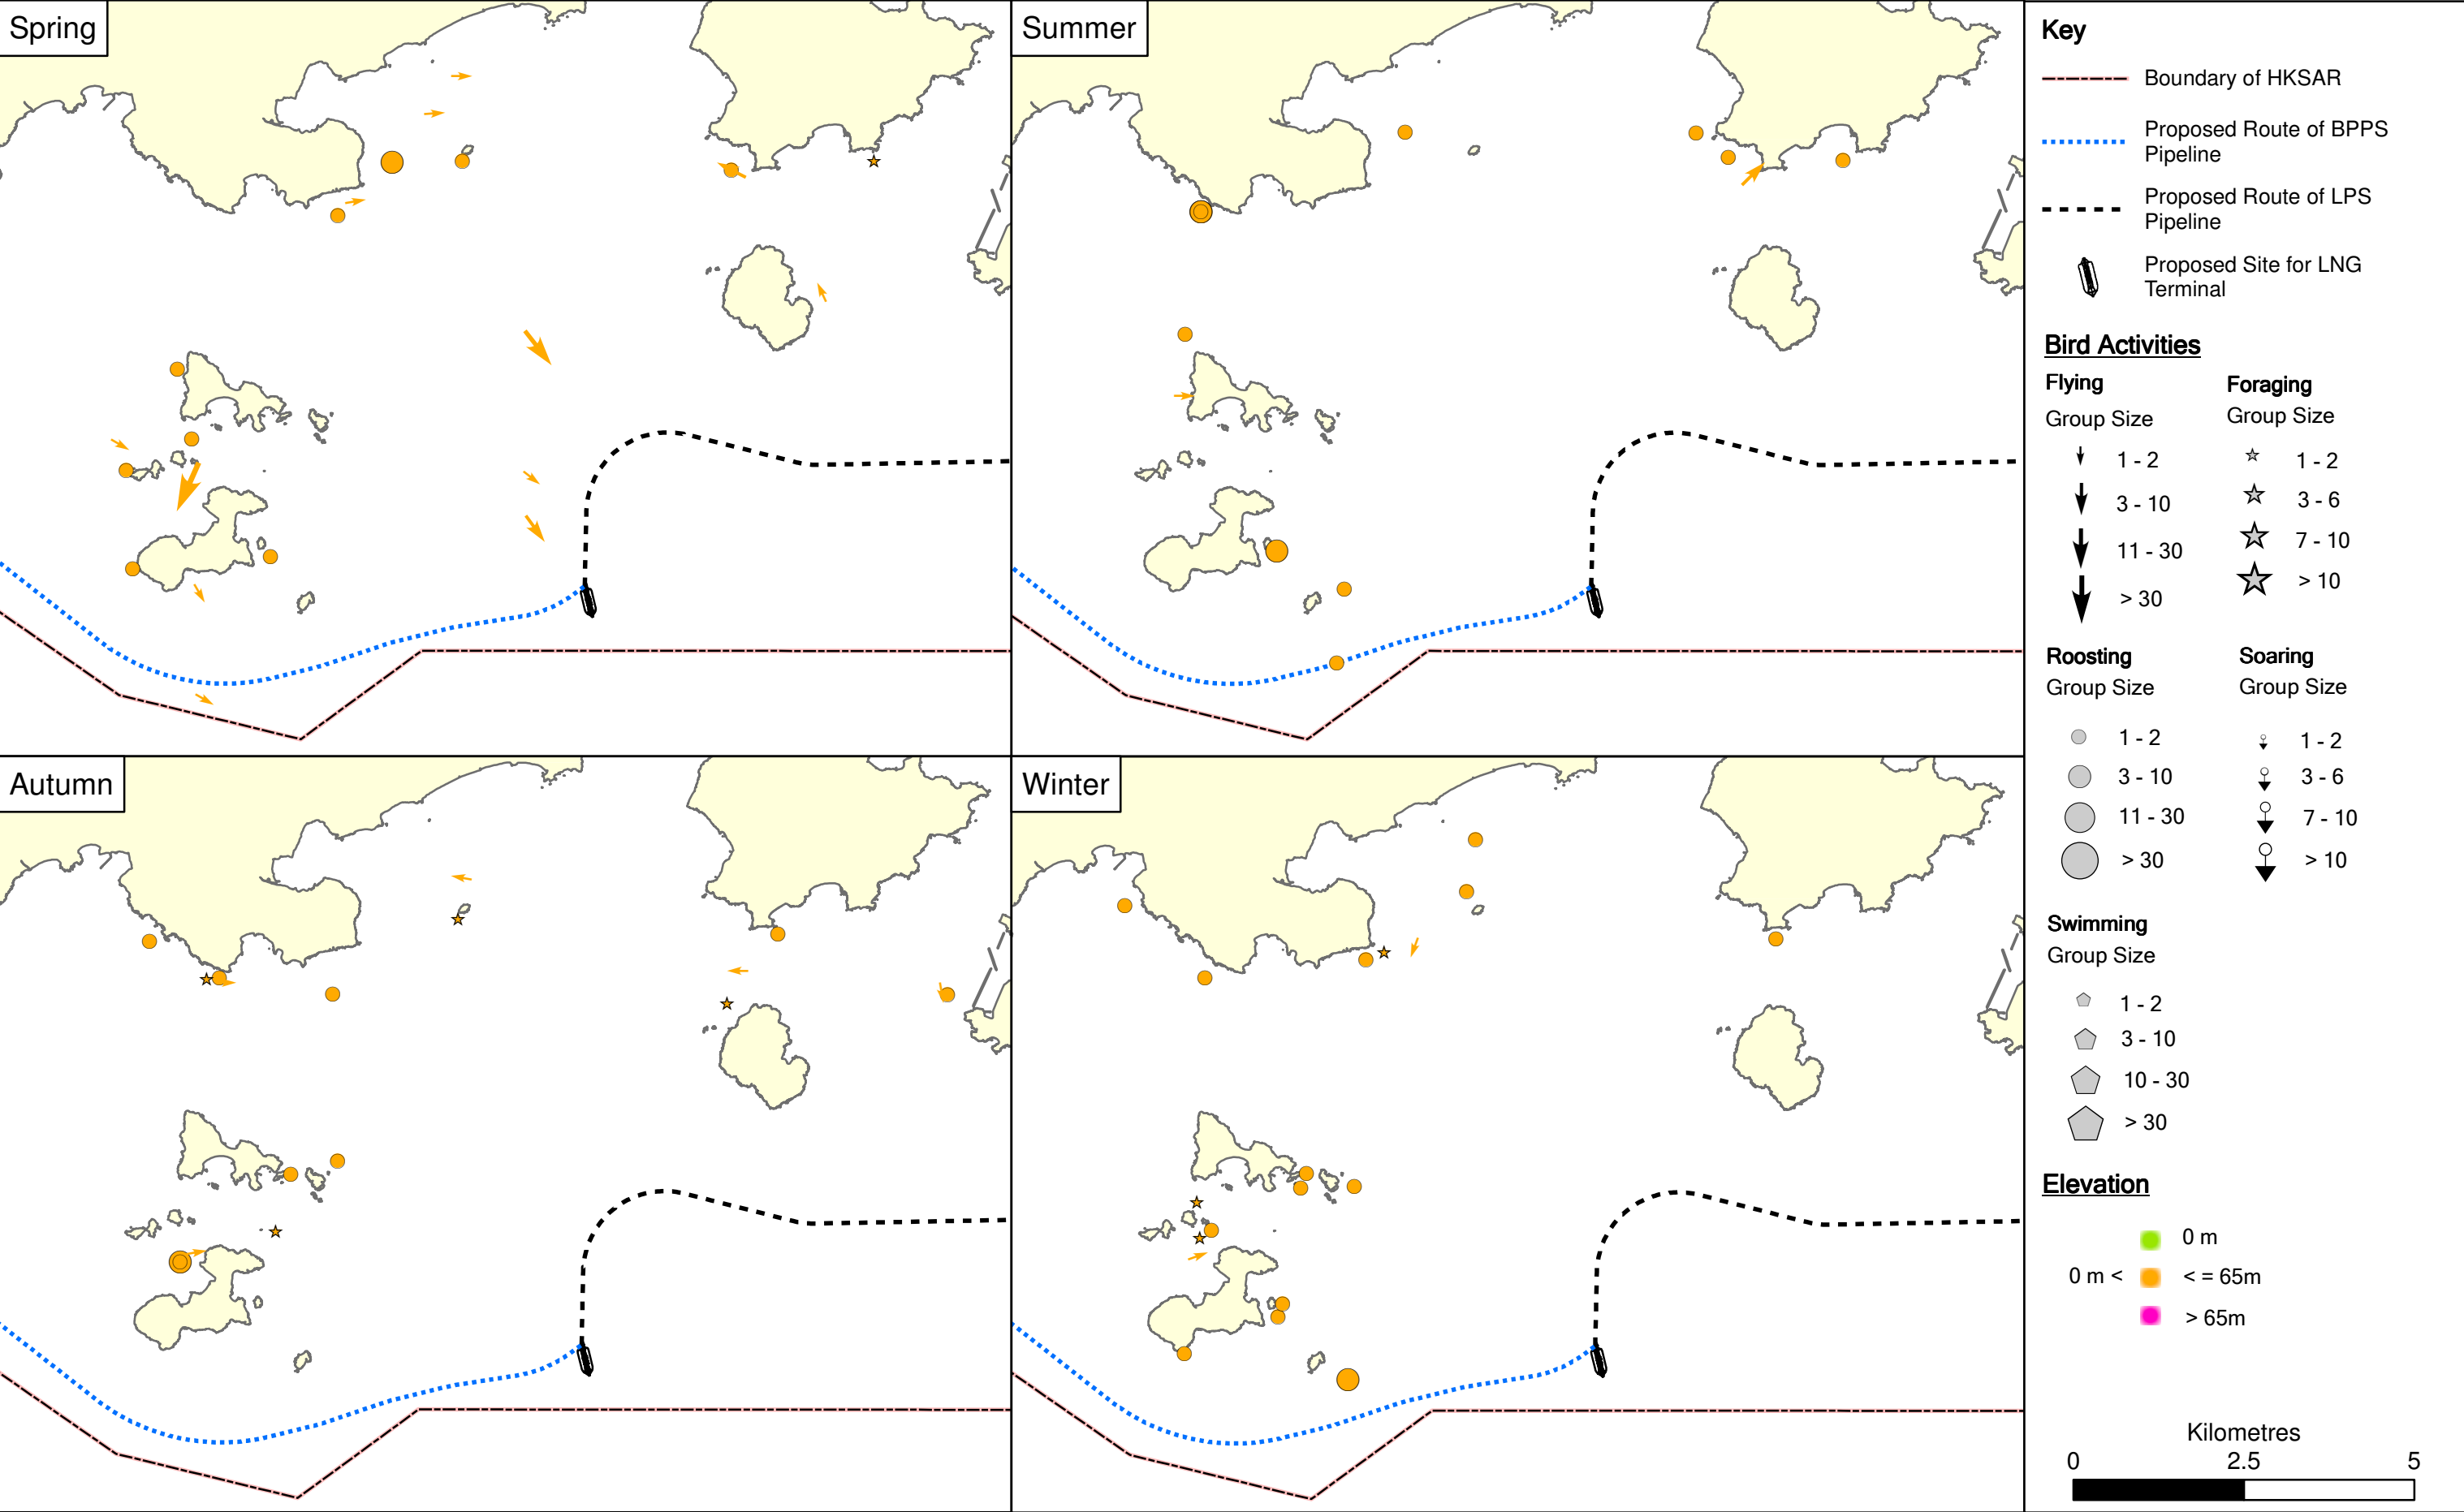 Spring
Summer
Autumn
Winter
Key
Boundary of HKSAR
Proposed Route of BPPS
Pipeline
Proposed Route of LPS
Pipeline
Proposed Site for LNG
Terminal
Bird Activities
Flying
Group Size
1 - 2
3 - 10
11 - 30
> 30
Foraging
Group Size
1 - 2
3 - 6
7 - 10
> 10
Roosting
Group Size
1 - 2
3 - 10
11 - 30
> 30
Soaring
Group Size
1 - 2
3 - 6
7 - 10
> 10
Swimming
Group Size
1 - 2
3 - 10
10 - 30
> 30
Elevation
0 m
0 m < < = 65m
> 65m
Kilometres
0 2.5 5